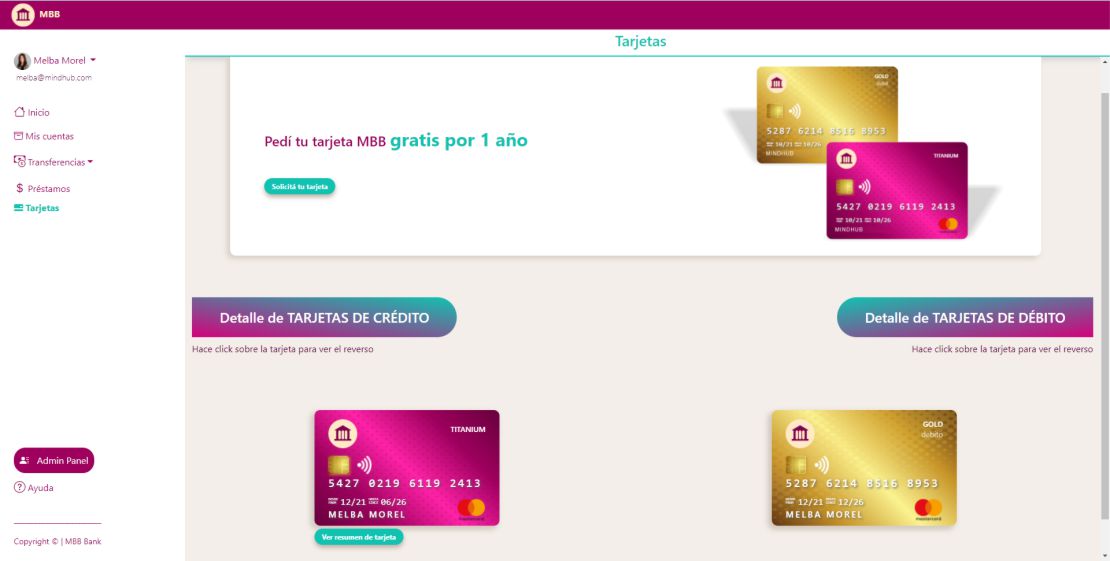 MBB
Tarjetas
Melba Morel
melba@mindhub.com
Inicio
Mis cuentas
Transferencias
Préstamos
Tarjetas
Pedí tu tarjeta MBB gratis por 1 año
Solicitá tu tarjeta
GOLD
5287 6214 8516 8953
10/21 10/26
MINDHUB
TITANIUM
5427 0219 6119 2413
10/21 10/26
MINDHUB
Detalle de TARJETAS DE CRÉDITO
Hace click sobre la tarjeta para ver el reverso
Detalle de TARJETAS DE DÉBITO
Hace click sobre la tarjeta para ver el reverso
TITANIUM
5427 0219 6119 2413
12/21 06/26
MELBA MOREL
mastercard
Ver resumen de tarjeta
GOLD
debito
5287 6214 8516 8953
12/21 12/26
MELBA MOREL
mastercard
Admin Panel
Ayuda
Copyright © | MBB Bank